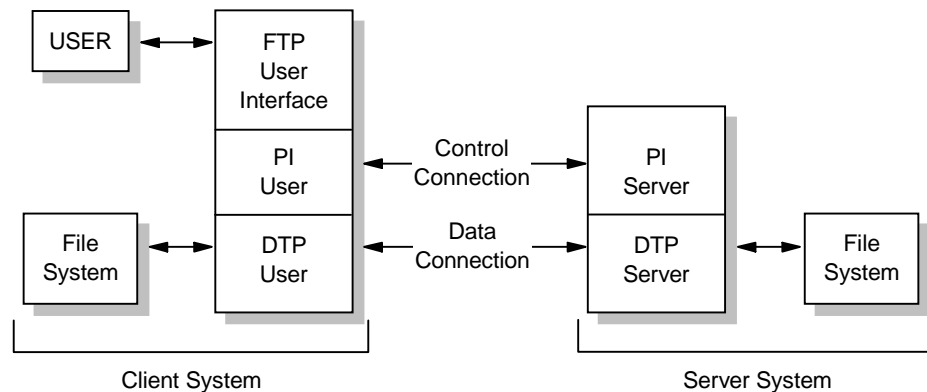 USER
FTP
User
Interface
PI
User
DTP
User
File
System
Control
Connection
Data
Connection
PI
Server
DTP
Server
File
System
Client System
Server System